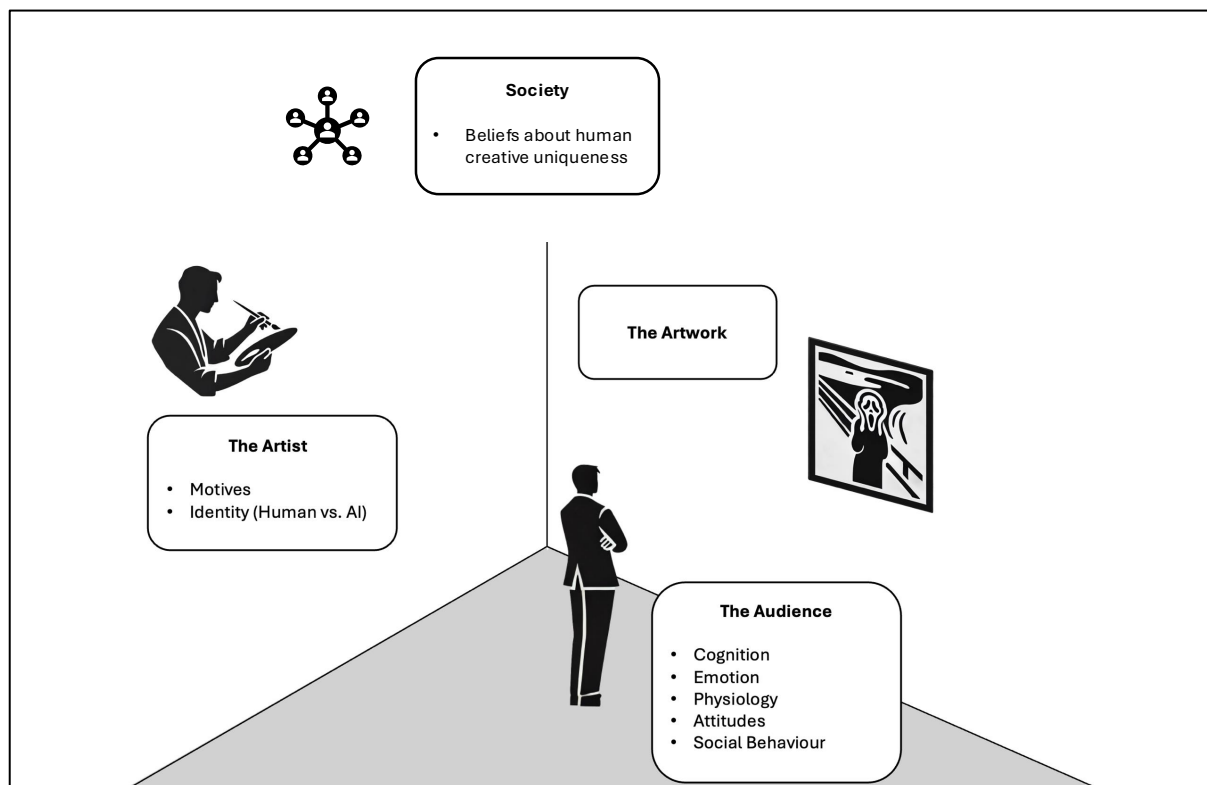 Society
• Beliefs about human
creative uniqueness
The Artwork
The Artist
• Motives
• Identity (Human vs. AI)
The Audience
• Cognition
• Emotion
• Physiology
• Attitudes
• Social Behaviour